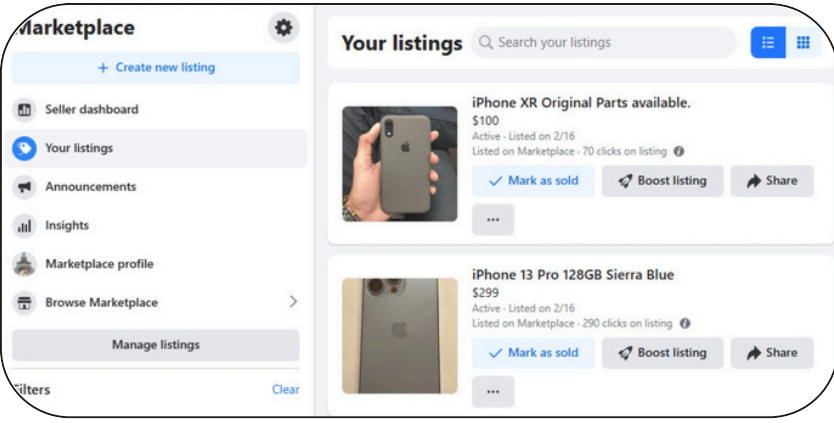 Marketplace
+ Create new listing
Seller dashboard
Your listings
Announcements
Insights
Marketplace profile
Browse Marketplace
Manage listings
Filters
Clear
Your listings
Search your listings
iPhone XR Original Parts available.
$100
Active · Listed on 2/16
Listed on Marketplace · 70 clicks on listing
Mark as sold
Boost listing
Share
...
iPhone 13 Pro 128GB Sierra Blue
$299
Active · Listed on 2/16
Listed on Marketplace · 290 clicks on listing
Mark as sold
Boost listing
Share
...